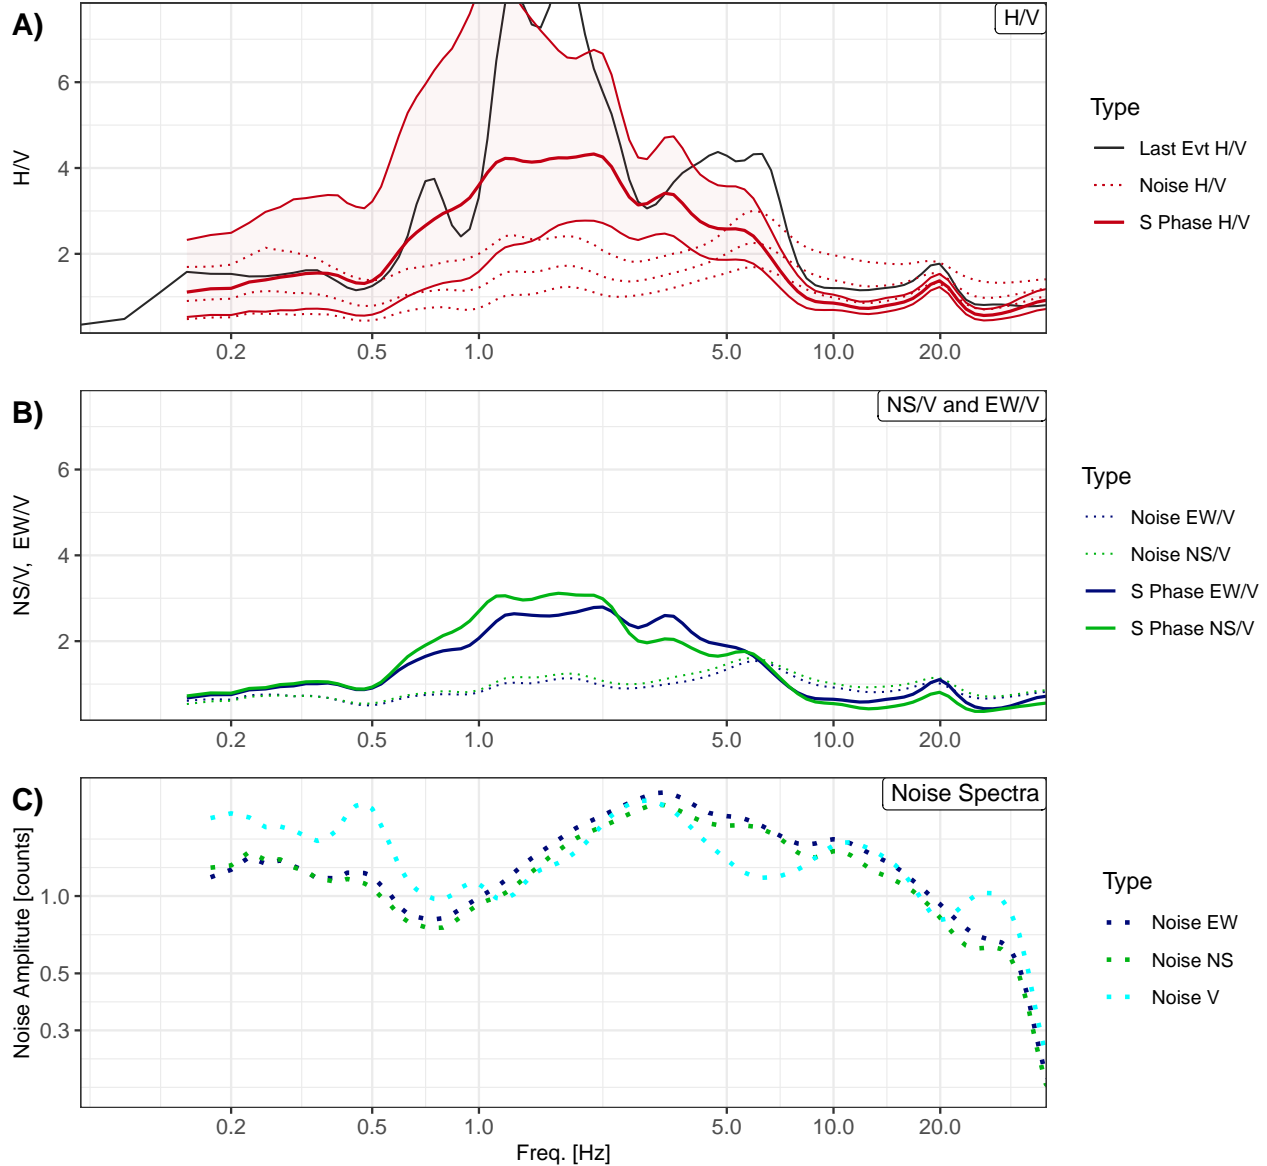 A)
H/V
H/V
6
4
2
0.2 0.5 1.0 5.0 10.0 20.0
Type
Last Evt H/V
Noise H/V
S Phase H/V
B)
NS/V and EW/V
NS/V, EW/V
6
4
2
0.2 0.5 1.0 5.0 10.0 20.0
Type
Noise EW/V
Noise NS/V
S Phase EW/V
S Phase NS/V
C)
Noise Spectra
Noise Amplitute [counts]
1.0
0.5
0.3
0.2 0.5 1.0 5.0 10.0 20.0
Freq. [Hz]
Type
Noise EW
Noise NS
Noise V